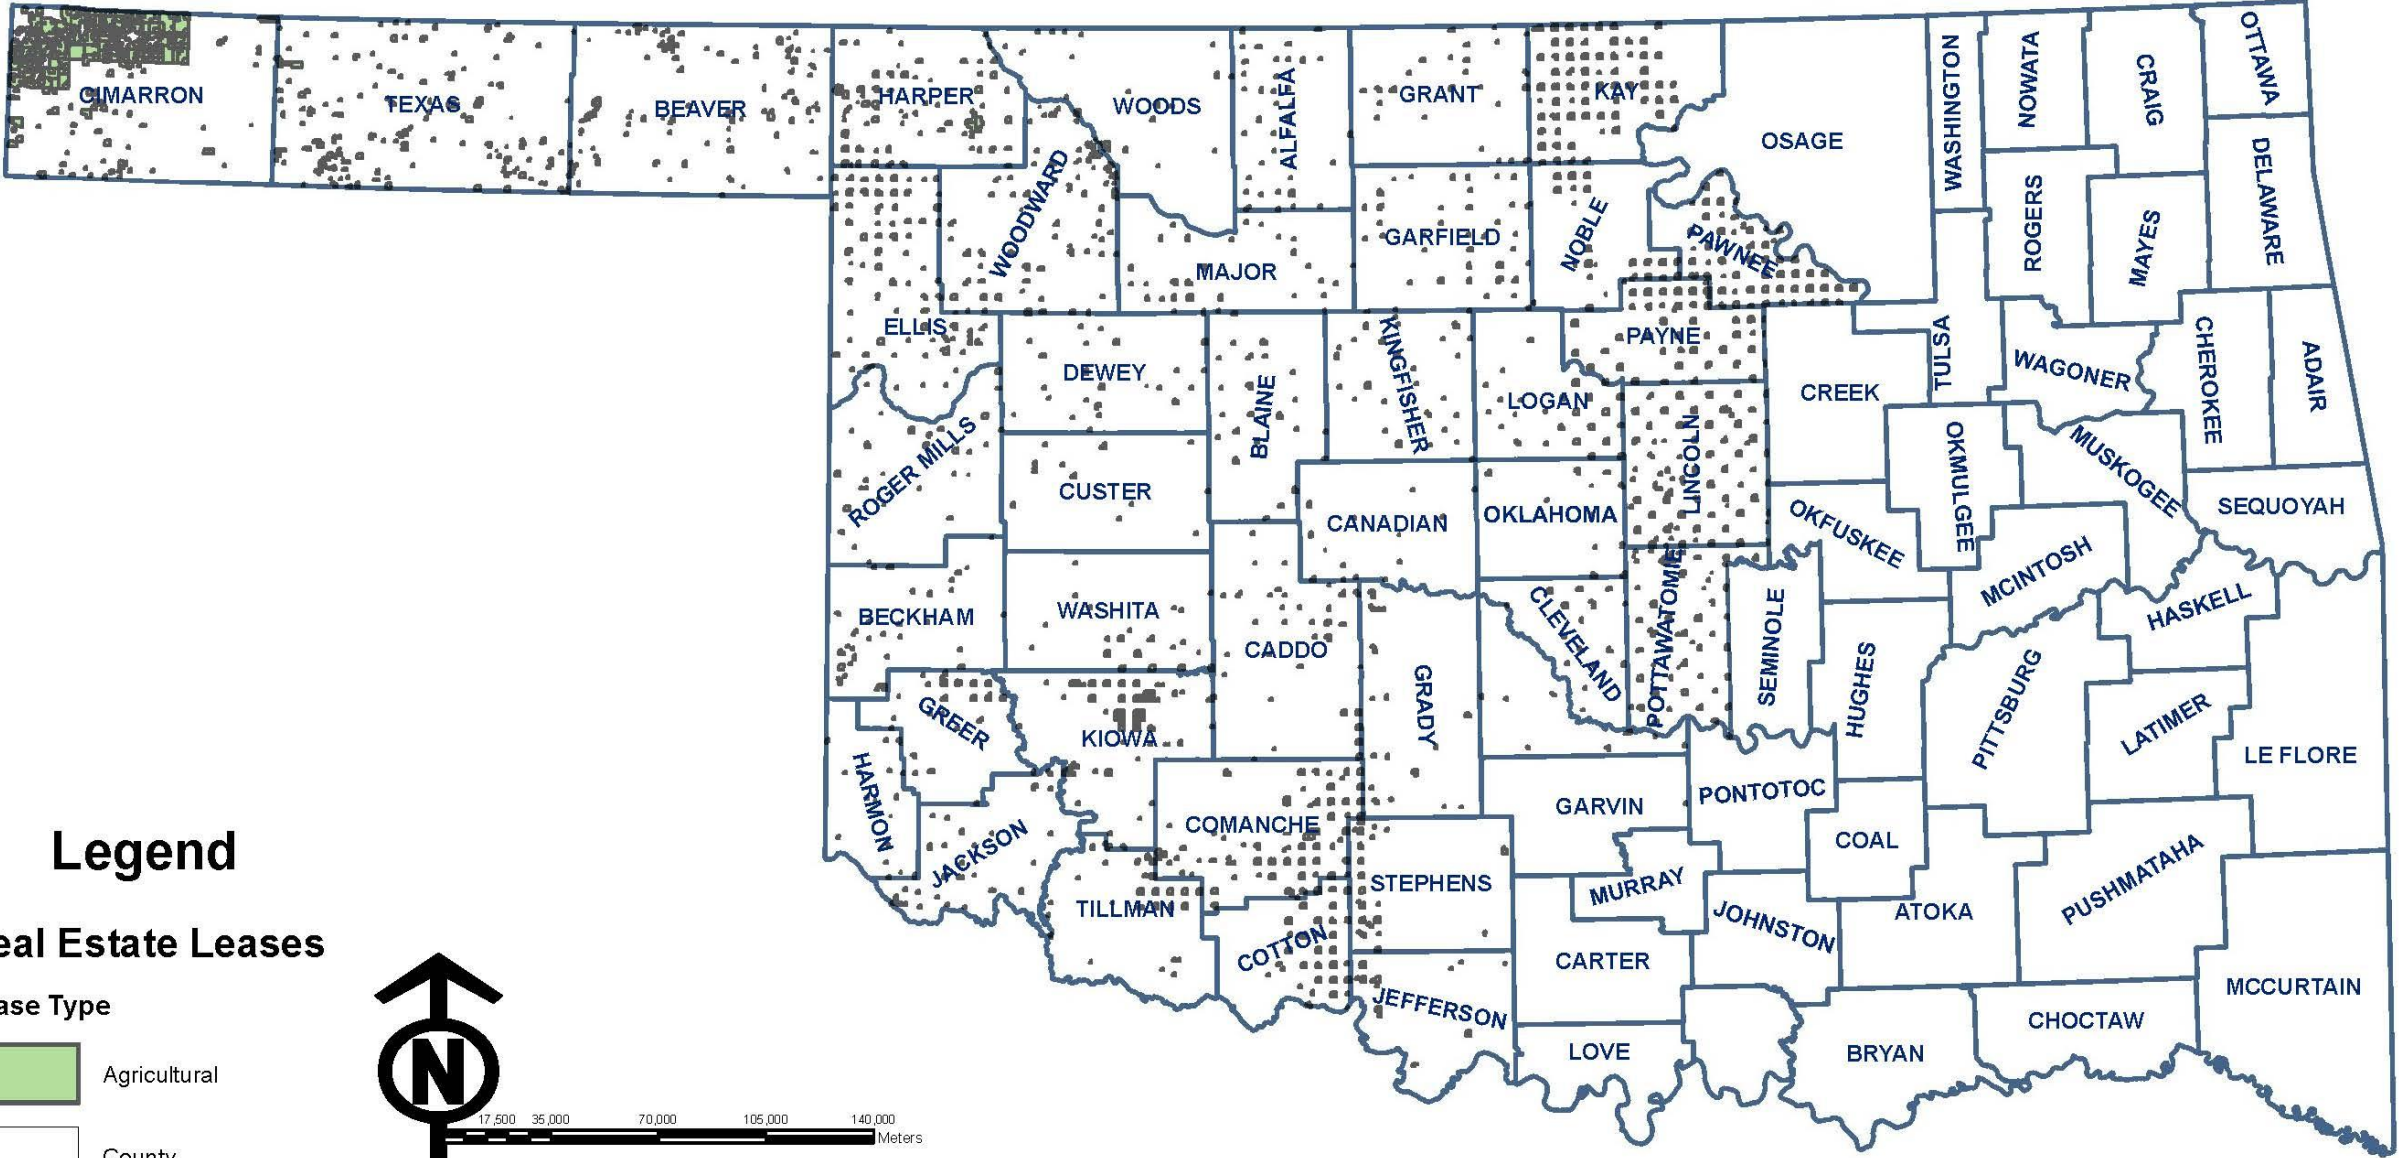 OTTAWA
WASHINGTON
NOWATA
CRAIG
CIMARRON
TEXAS
BEAVER
HARPER
WOODS
ALFALFA
GRANT
KAY
OSAGE
DELAWARE
WOODWARD
ROGERS
MAYES
MAJOR
GARFIELD
NOBLE
PAWNEE
ELLIS
DEWEY
BLAINE
KINGFISHER
LOGAN
PAYNE
CREEK
TULSA
WAGONER
CHEROKEE
ADAIR
ROGER MILLS
CUSTER
CANADIAN
OKLAHOMA
LINCOLN
OKFUSKEE
OKMULGEE
MUSKOGEE
SEQUOYAH
MCINTOSH
HASKELL
BECKHAM
WASHITA
CADDO
GRADY
CLEVELAND
POTTAWATOMIE
SEMINOLE
HUGHES
PITTSBURG
LATIMER
LE FLORE
GREER
KIOWA
HARMON
JACKSON
COMANCHE
GARVIN
PONTOTOC
COAL
PUSHMATAHA
TILLMAN
COTTON
STEPHENS
MURRAY
JOHNSTON
ATOKA
CARTER
MCCURTAIN
JEFFERSON
LOVE
BRYAN
CHOCTAW
Legend
eal Estate Leases
ase Type
Agricultural
County
N
17,500 35,000 70,000 105,000 140,000
Meters